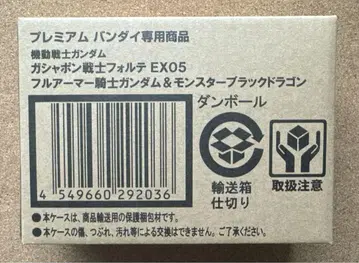 プレミアム バンダイ専用商品
機動戦士ガンダム
ガシャポン戦士フォルテ EX05
フルアーマー騎士ガンダム＆モンスターブラックドラゴン
ダンボール
4 549660 292036
輸送箱
仕切り
取扱注意
●本ケースは、商品輸送用の保護梱包材です。
●本ケースの傷、つぶれ、汚れ等による交換はできません。ご了承ください。